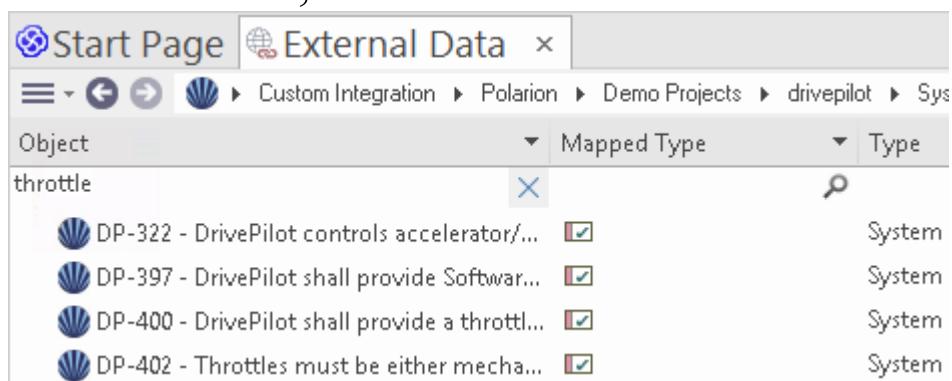 Start Page External Data ×
Custom Integration Polarion Demo Projects drivepilot Sys
Object Mapped Type Type
throttle
DP-322 - DrivePilot controls accelerator/... System
DP-397 - DrivePilot shall provide Softwar... System
DP-400 - DrivePilot shall provide a throttl... System
DP-402 - Throttles must be either mecha... System